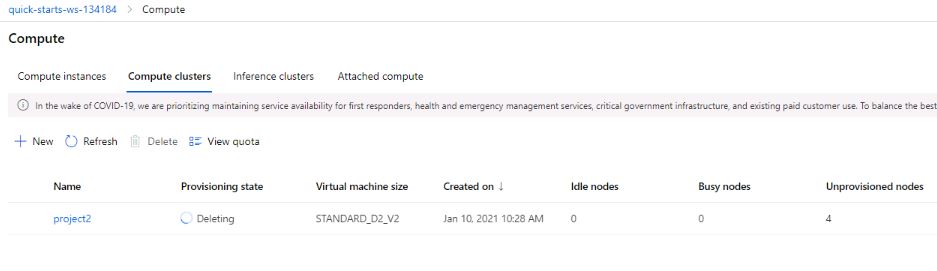 quick-starts-ws-134184 > Compute
Compute
Compute instances Compute clusters Inference clusters Attached compute
In the wake of COVID-19, we are prioritizing maintaining service availability for first responders, health and emergency management services, critical government infrastructure, and existing paid customer use. To balance the best
New Refresh Delete View quota
Name Provisioning state Virtual machine size Created on ↓ Idle nodes Busy nodes Unprovisioned nodes
project2 Deleting STANDARD_D2_V2 Jan 10, 2021 10:28 AM 0 0 4